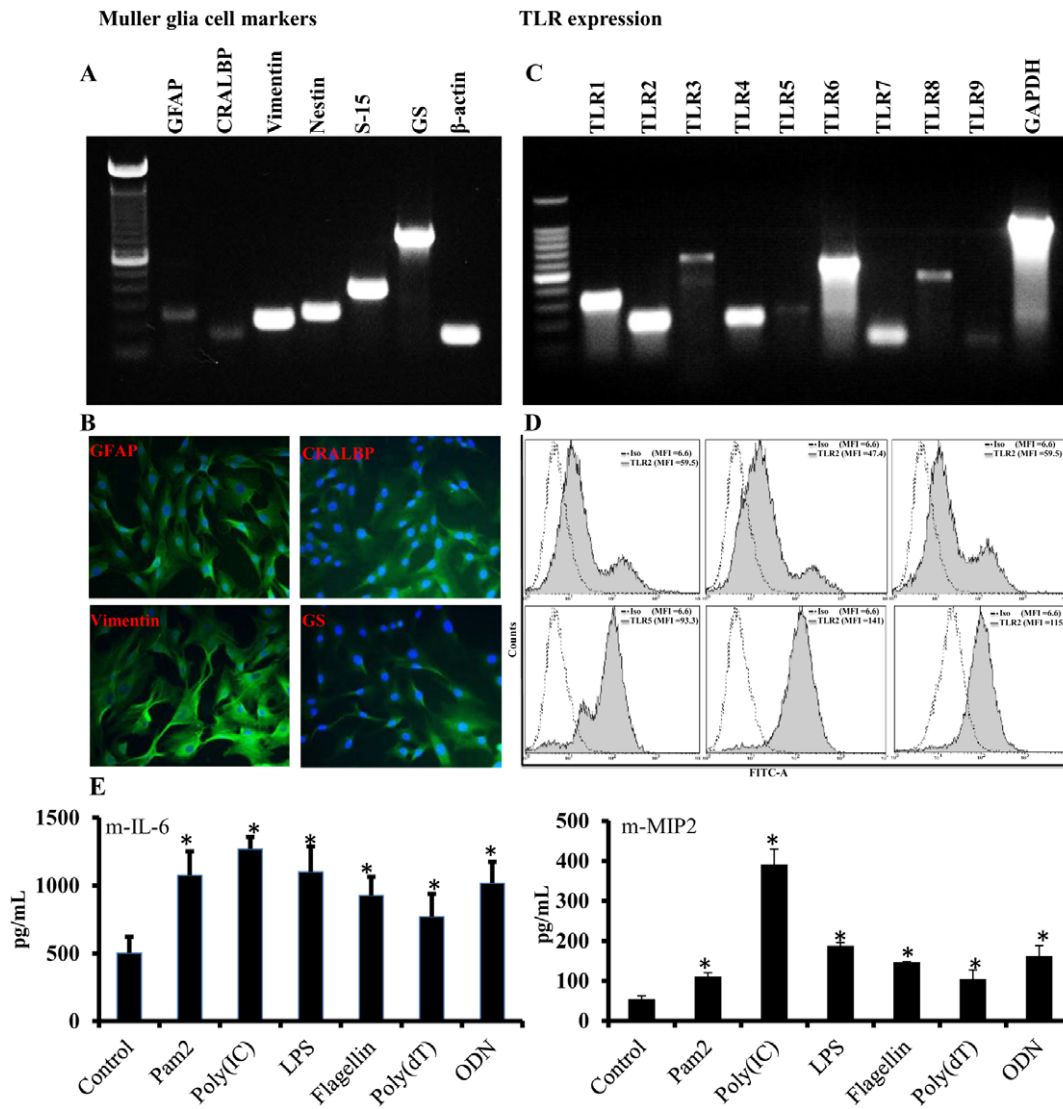 Muller glia cell markers
TLR expression
A
GFAP
CRALBP
Vimentin
Nestin
S-15
GS
β-actin
C
TLR1
TLR2
TLR3
TLR4
TLR5
TLR6
TLR7
TLR8
TLR9
GAPDH
B
GFAP
CRALBP
Vimentin
GS
D
Iso (MFI =6.6)
TLR2 (MFI =59.5)
Iso (MFI =6.6)
TLR2 (MFI =47.4)
Iso (MFI =6.6)
TLR2 (MFI =59.5)
Iso (MFI =6.6)
TLR5 (MFI =93.3)
Iso (MFI =6.6)
TLR2 (MFI =141)
Iso (MFI =6.6)
TLR2 (MFI =115
Counts
FITC-A
E
m-IL-6
pg/mL
1500
1000
500
0
* * * * * *
Control
Pam2
Poly(IC)
LPS
Flagellin
Poly(dT)
ODN
m-MIP2
pg/mL
500
400
300
200
100
0
* * * * * *
Control
Pam2
Poly(IC)
LPS
Flagellin
Poly(dT)
ODN